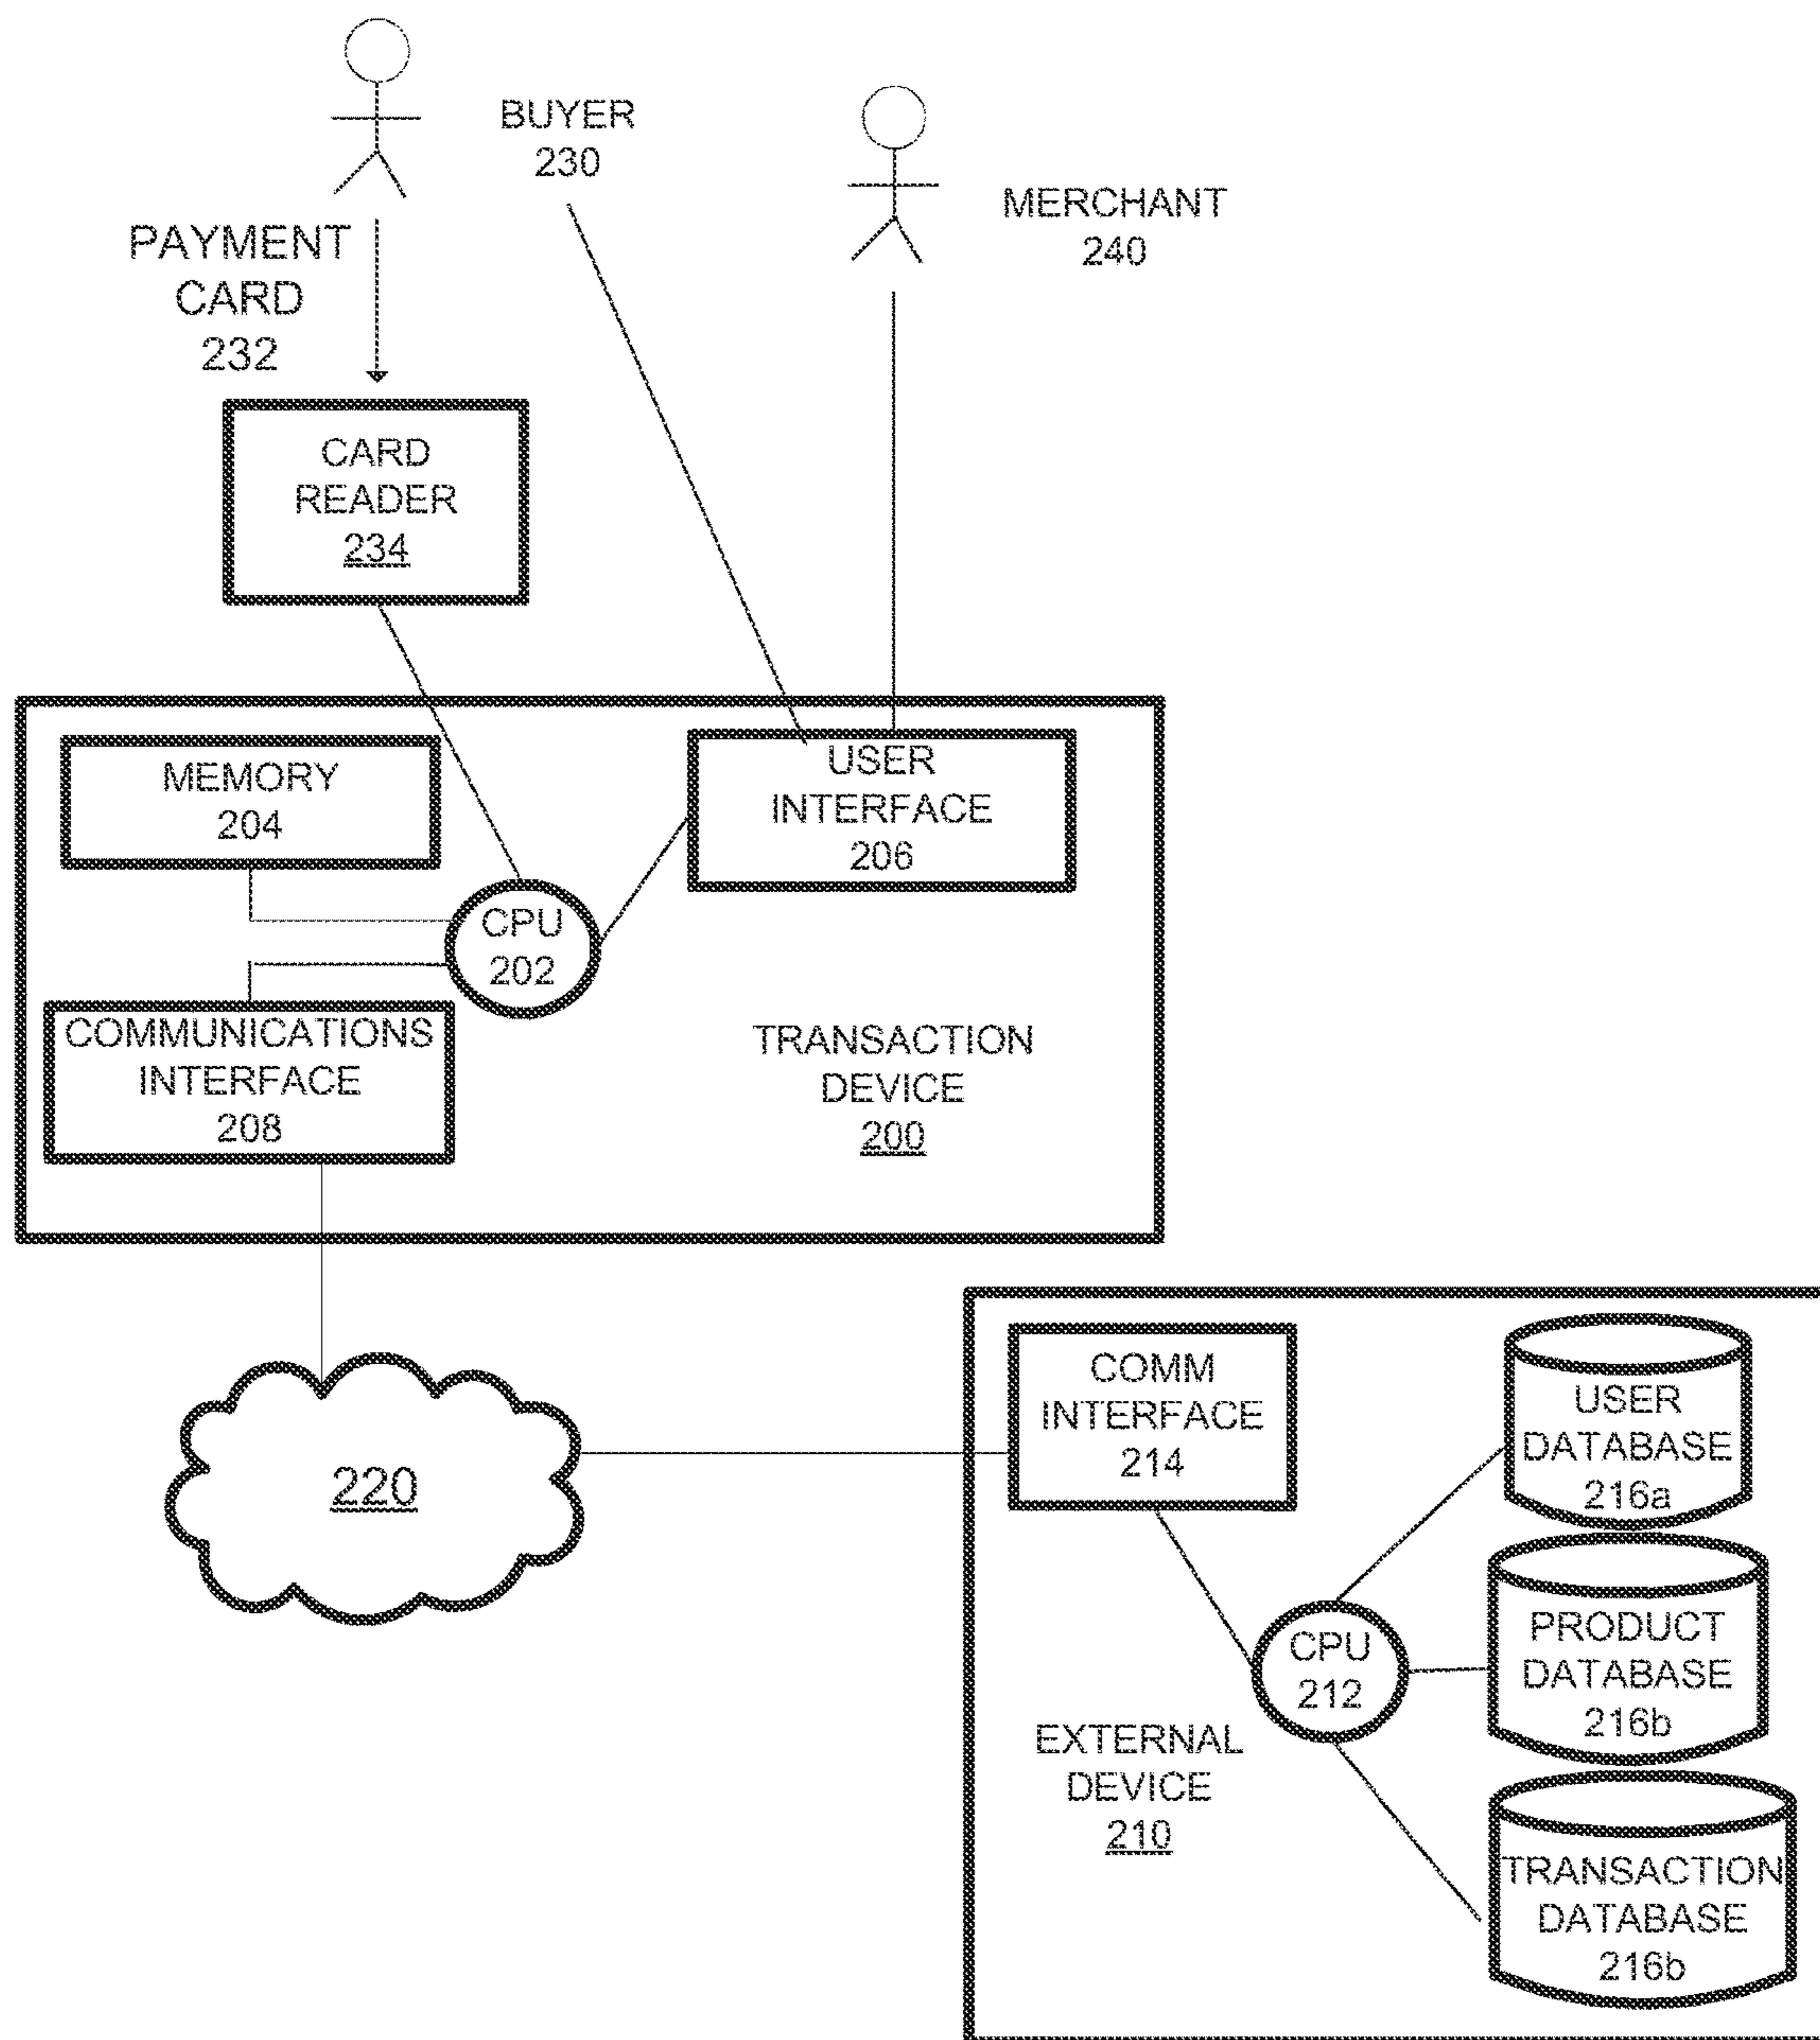 BUYER
230
MERCHANT
240
PAYMENT
CARD
232
CARD
READER
234
MEMORY
204
USER
INTERFACE
206
CPU
202
COMMUNICATIONS
INTERFACE
208
TRANSACTION
DEVICE
200
220
COMM
INTERFACE
214
USER
DATABASE
216a
CPU
212
PRODUCT
DATABASE
216b
EXTERNAL
DEVICE
210
TRANSACTION
DATABASE
216b